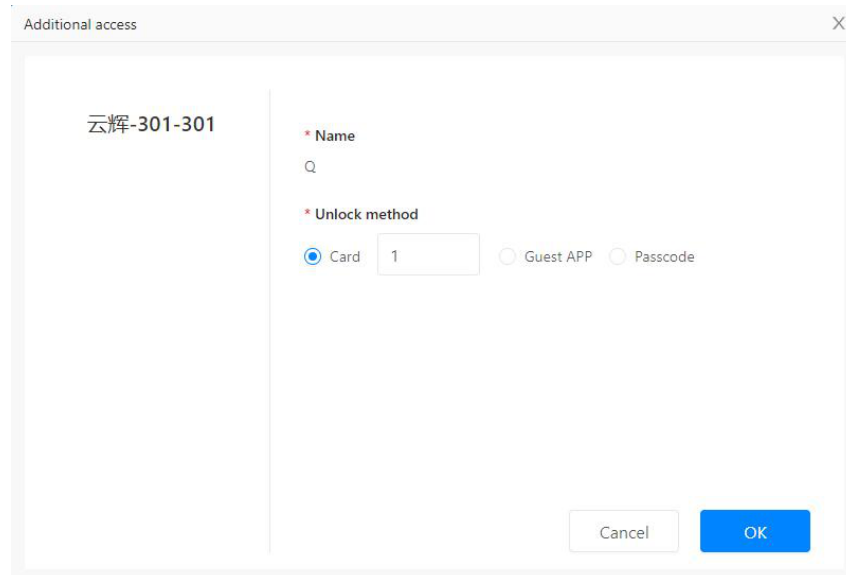 Additional access
X
云辉-301-301
* Name
Q
* Unlock method
Card 1 Guest APP Passcode
Cancel OK